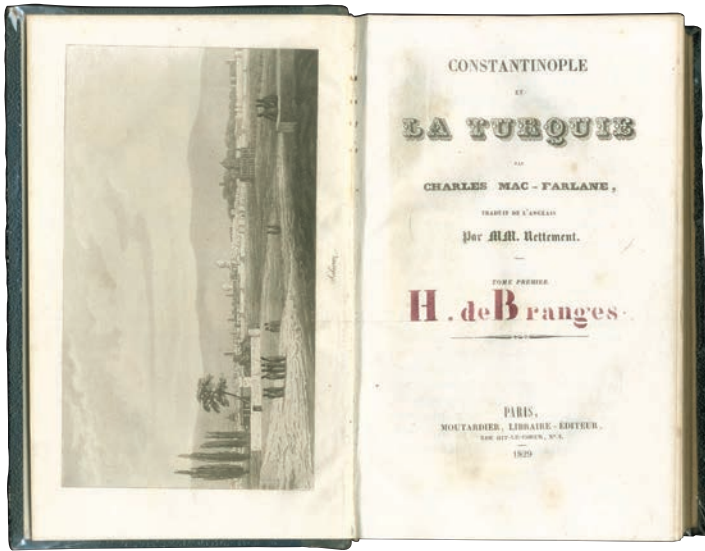 CONSTANTINOPLE
ET
LA TURQUIE
PAR
CHARLES MAC-FARLANE,
TRADUIT DE L'ANGLAIS
Par MM. Nettement.
TOME PREMIER.
H. de Branges
PARIS,
MOUTARDIER, LIBRAIRE-ÉDITEUR,
RUE GIT-LE-COEUR, N° 4.
1829